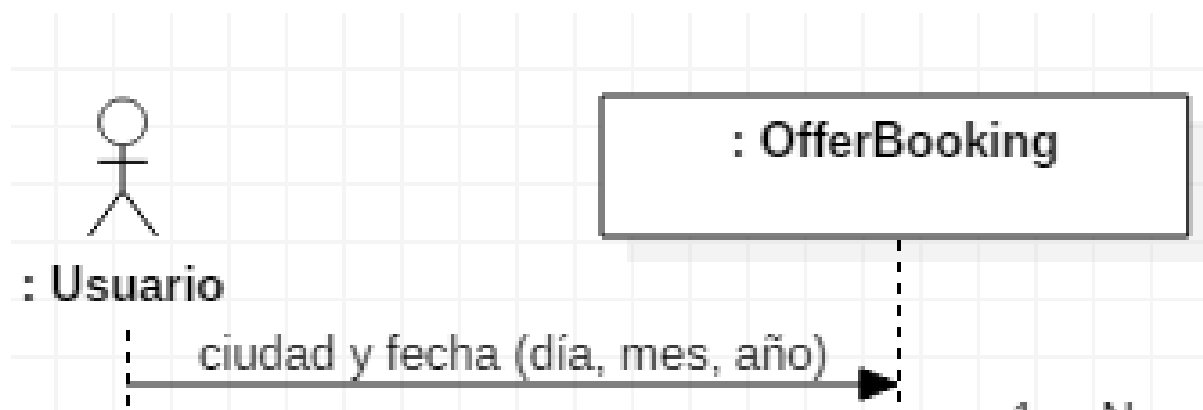 : OfferBooking
: Usuario
ciudad y fecha (día, mes, año)